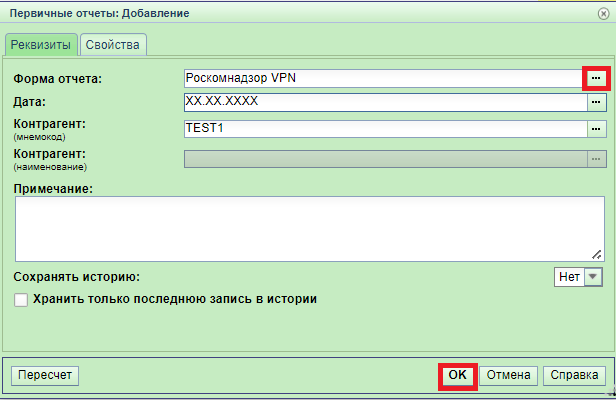 Первичные отчеты: Добавление
Реквизиты Свойства
Форма отчета: Роскомнадзор VPN ...
Дата: XX.XX.XXXX ...
Контрагент: TEST1 ...
(мнемокод)
Контрагент: ...
(наименование)
Примечание:
Сохранять историю: Нет
Хранить только последнюю запись в истории
Пересчет OK Отмена Справка